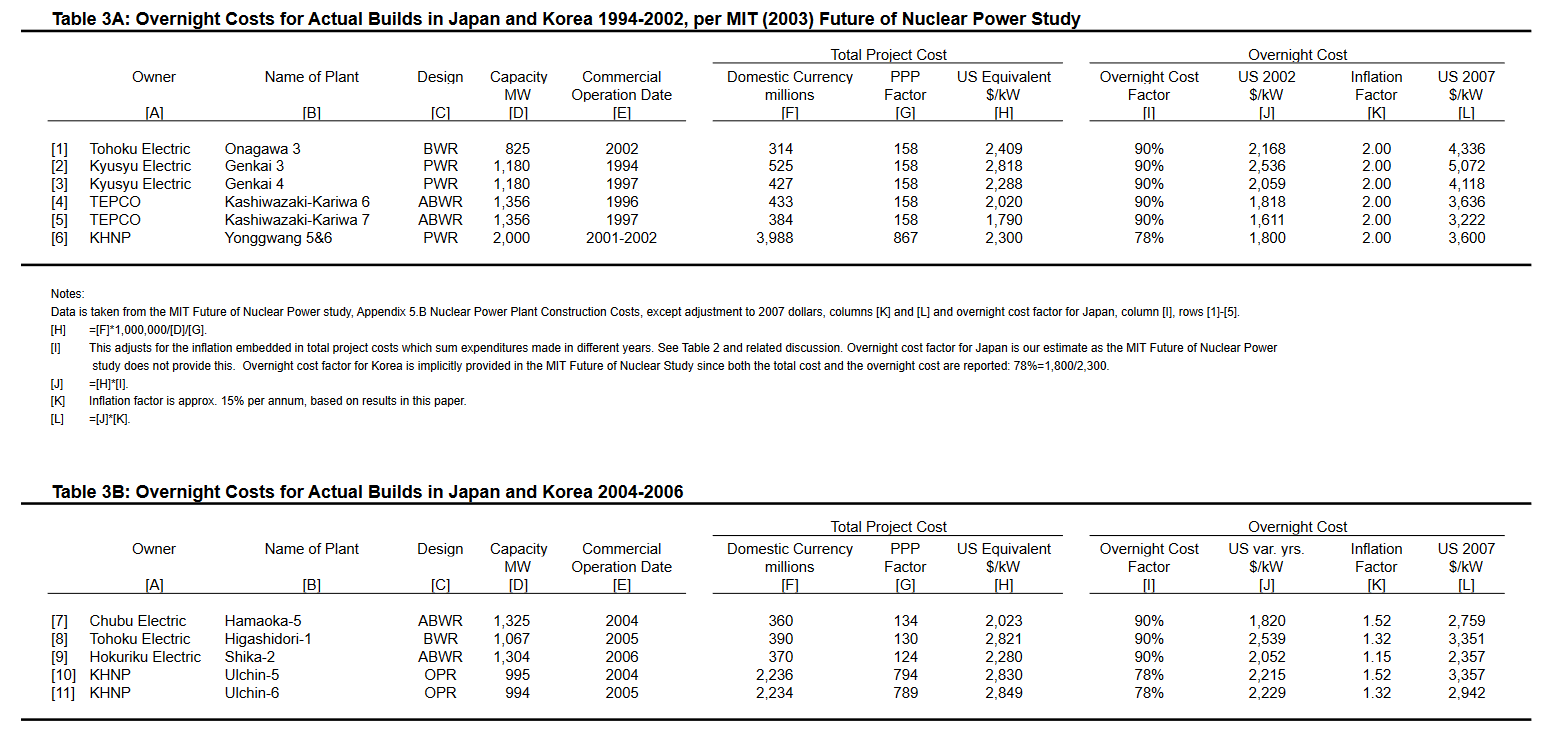 Table 3A: Overnight Costs for Actual Builds in Japan and Korea 1994-2002, per MIT (2003) Future of Nuclear Power Study
Total Project Cost Overnight Cost
Owner Name of Plant Design Capacity Commercial Domestic Currency PPP US Equivalent Overnight Cost US 2002 Inflation US 2007
MW Operation Date millions Factor $/kW Factor $/kW Factor $/kW
[A] [B] [C] [D] [E] [F] [G] [H] [I] [J] [K] [L]
[1] Tohoku Electric Onagawa 3 BWR 825 2002 314 158 2,409 90% 2,168 2.00 4,336
[2] Kyusyu Electric Genkai 3 PWR 1,180 1994 525 158 2,818 90% 2,536 2.00 5,072
[3] Kyusyu Electric Genkai 4 PWR 1,180 1997 427 158 2,288 90% 2,059 2.00 4,118
[4] TEPCO Kashiwazaki-Kariwa 6 ABWR 1,356 1996 433 158 2,020 90% 1,818 2.00 3,636
[5] TEPCO Kashiwazaki-Kariwa 7 ABWR 1,356 1997 384 158 1,790 90% 1,611 2.00 3,222
[6] KHNP Yonggwang 5&6 PWR 2,000 2001-2002 3,988 867 2,300 78% 1,800 2.00 3,600
Notes:
Data is taken from the MIT Future of Nuclear Power study, Appendix 5.B Nuclear Power Plant Construction Costs, except adjustment to 2007 dollars, columns [K] and [L] and overnight cost factor for Japan, column [I], rows [1]-[5].
[H] =[F]*1,000,000/[D]/[G].
[I] This adjusts for the inflation embedded in total project costs which sum expenditures made in different years. See Table 2 and related discussion. Overnight cost factor for Japan is our estimate as the MIT Future of Nuclear Power
study does not provide this. Overnight cost factor for Korea is implicitly provided in the MIT Future of Nuclear Study since both the total cost and the overnight cost are reported: 78%=1,800/2,300.
[J] =[H]*[I].
[K] Inflation factor is approx. 15% per annum, based on results in this paper.
[L] =[J]*[K].
Table 3B: Overnight Costs for Actual Builds in Japan and Korea 2004-2006
Total Project Cost Overnight Cost
Owner Name of Plant Design Capacity Commercial Domestic Currency PPP US Equivalent Overnight Cost US var. yrs. Inflation US 2007
MW Operation Date millions Factor $/kW Factor $/kW Factor $/kW
[A] [B] [C] [D] [E] [F] [G] [H] [I] [J] [K] [L]
[7] Chubu Electric Hamaoka-5 ABWR 1,325 2004 360 134 2,023 90% 1,820 1.52 2,759
[8] Tohoku Electric Higashidori-1 BWR 1,067 2005 390 130 2,821 90% 2,539 1.32 3,351
[9] Hokuriku Electric Shika-2 ABWR 1,304 2006 370 124 2,280 90% 2,052 1.15 2,357
[10] KHNP Ulchin-5 OPR 995 2004 2,236 794 2,830 78% 2,215 1.52 3,357
[11] KHNP Ulchin-6 OPR 994 2005 2,234 789 2,849 78% 2,229 1.32 2,942